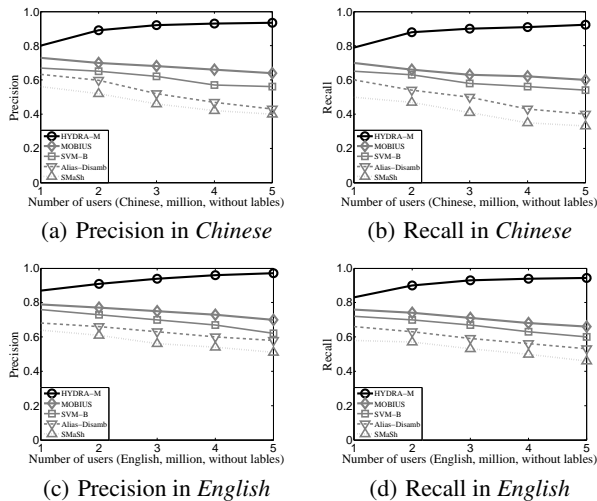 1
0.8
0.6
0.4
0.2
0
Precision
HYDRA−M
MOBIUS
SVM−B
Alias−Disamb
SMaSh
1 2 3 4 5
Number of users (Chinese, million, without lables)
(a) Precision in Chinese
1
0.8
0.6
0.4
0.2
0
Recall
HYDRA−M
MOBIUS
SVM−B
Alias−Disamb
SMaSh
1 2 3 4 5
Number of users (Chinese, million, without lables)
(b) Recall in Chinese
1
0.8
0.6
0.4
0.2
0
Precision
HYDRA−M
MOBIUS
SVM−B
Alias−Disamb
SMaSh
1 2 3 4 5
Number of users (English, million, without lables)
(c) Precision in English
1
0.8
0.6
0.4
0.2
0
Recall
HYDRA−M
MOBIUS
SVM−B
Alias−Disamb
SMaSh
1 2 3 4 5
Number of users (English, million, without lables)
(d) Recall in English